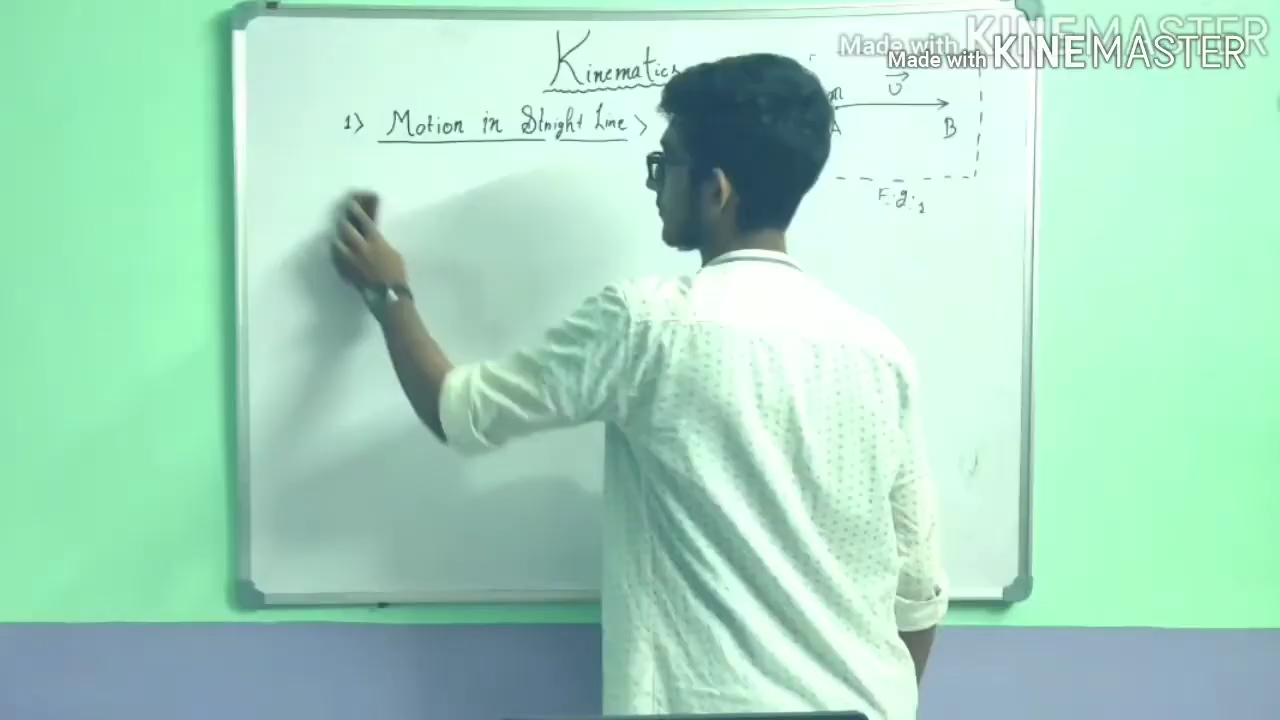 Made with KINEMASTER
Made with KINEMASTER
Kinematics
1> Motion in Straight Line >
m
v
A B
Fig:1